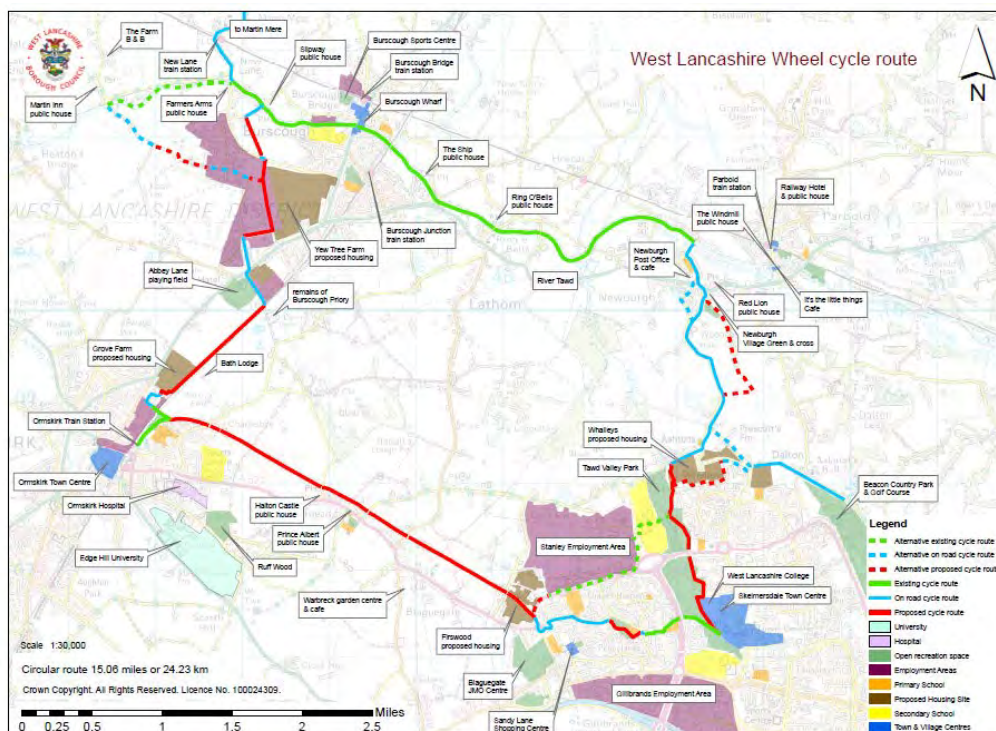 West Lancashire Wheel cycle route
WEST LANCASHIRE
BOROUGH COUNCIL
N
The Farm
B & B
to Martin Mere
New Lane
train station
Slipway
public house
Burscough Sports Centre
Burscough Bridge
train station
Martin Inn
public house
Farmers Arms
public house
Burscough Wharf
The Ship
public house
Ring O'Bells
public house
Parbold
train station
Railway Hotel
& public house
The Windmill
public house
Burscough Junction
train station
Yew Tree Farm
proposed housing
Newburgh
Post Office
& cafe
River Tawd
Abbey Lane
playing field
remains of
Burscough Priory
Lathom
Red Lion
public house
It's the little things
Cafe
Newburgh
Village Green & cross
Grove Farm
proposed housing
Bath Lodge
Ormskirk Train Station
Whalleys
proposed housing
Tawd Valley Park
Ormskirk Town Centre
Beacon Country Park
& Golf Course
Ormskirk Hospital
Halton Castle
public house
Prince Albert
public house
Stanley Employment Area
Edge Hill University
Ruff Wood
West Lancashire College
Skelmersdale Town Centre
Warbreck garden centre
& cafe
Firswood
proposed housing
Blaguegate
JMO Centre
Gillibrands Employment Area
Sandy Lane
Shopping Centre
Legend
Alternative existing cycle route
Alternative on road cycle route
Alternative proposed cycle rout
Existing cycle route
On road cycle route
Proposed cycle route
University
Hospital
Open recreation space
Employment Areas
Primary School
Proposed Housing Site
Secondary School
Town & Village Centres
Scale 1:30,000
Circular route 15.06 miles or 24.23 km
Crown Copyright. All Rights Reserved. Licence No. 100024309.
Miles
0 0.25 0.5 1 1.5 2 2.5